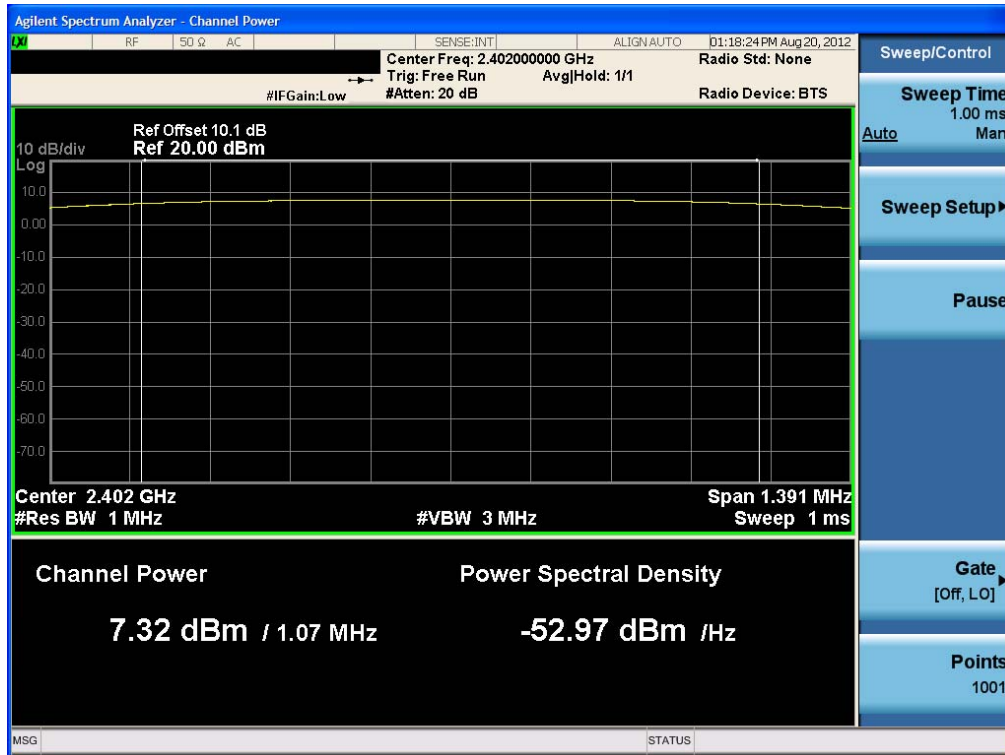 Agilent Spectrum Analyzer - Channel Power
LXI RF 50 Ω AC SENSE:INT ALIGN AUTO 01:18:24 PM Aug 20, 2012
Center Freq: 2.402000000 GHz Radio Std: None
Trig: Free Run Avg|Hold: 1/1
#IFGain:Low #Atten: 20 dB Radio Device: BTS
Ref Offset 10.1 dB
10 dB/div Ref 20.00 dBm
Log
10.0
0.00
-10.0
-20.0
-30.0
-40.0
-50.0
-60.0
-70.0
Center 2.402 GHz Span 1.391 MHz
#Res BW 1 MHz #VBW 3 MHz Sweep 1 ms
Channel Power Power Spectral Density
7.32 dBm / 1.07 MHz -52.97 dBm /Hz
MSG STATUS
Sweep/Control
Sweep Time
1.00 ms
Auto Man
Sweep Setup
Pause
Gate
[Off, LO]
Points
1001